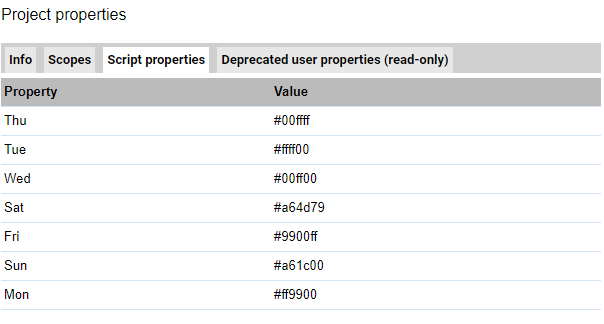 Project properties
Info Scopes Script properties Deprecated user properties (read-only)
Property Value
Thu #00ffff
Tue #ffff00
Wed #00ff00
Sat #a64d79
Fri #9900ff
Sun #a61c00
Mon #ff9900